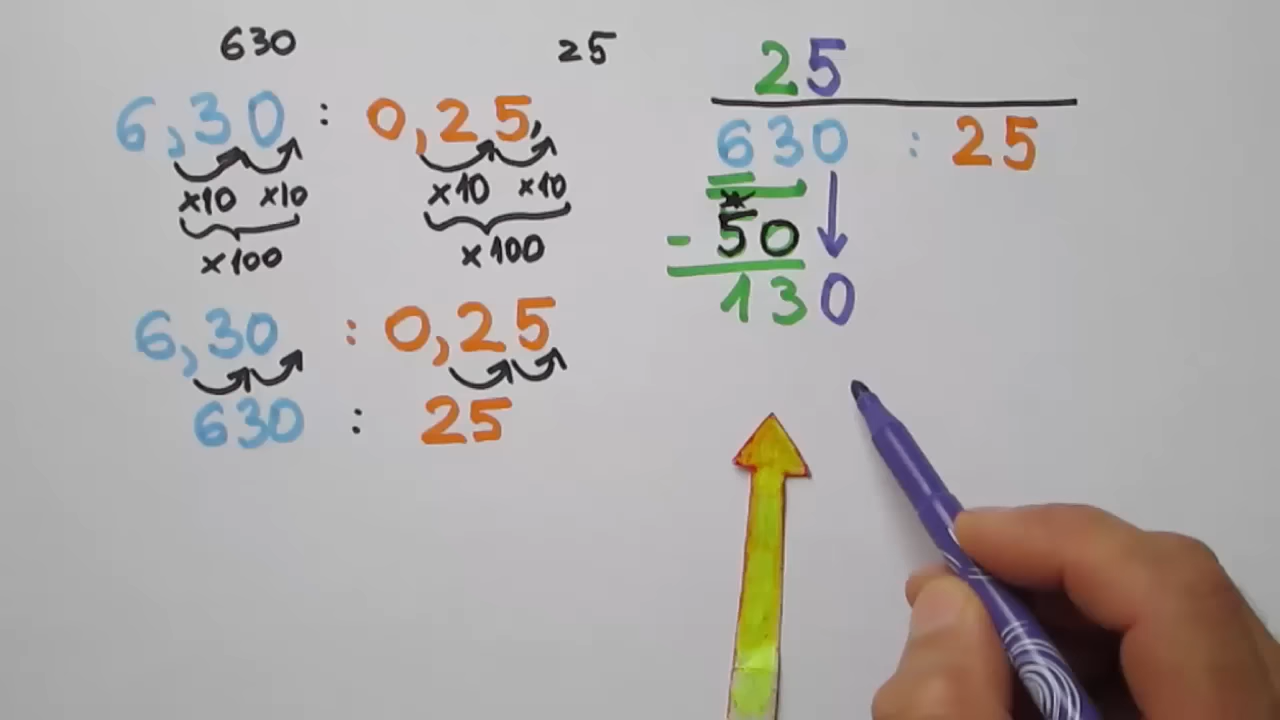 630 25
6,30 : 0,25,
×10 ×10 ×10 ×10
×100 ×100
6,30 : 0,25
630 : 25
25
630 : 25
- 50
130